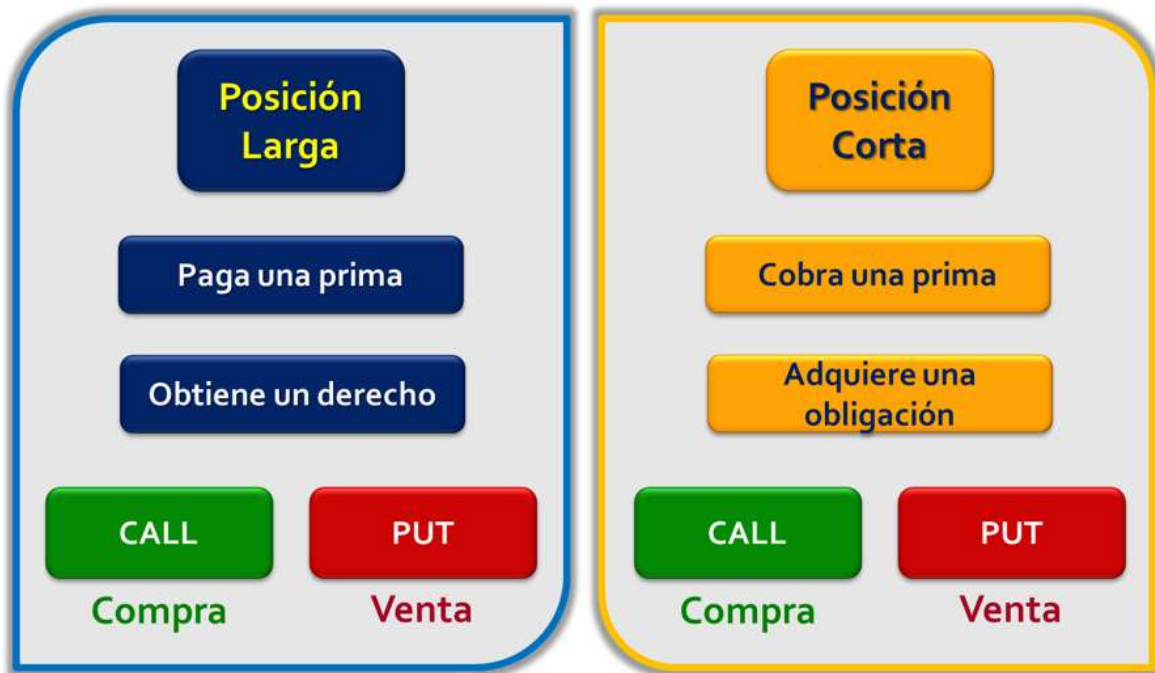 Posición
Larga
Paga una prima
Obtiene un derecho
CALL
PUT
Compra
Venta
Posición
Corta
Cobra una prima
Adquiere una
obligación
CALL
PUT
Compra
Venta